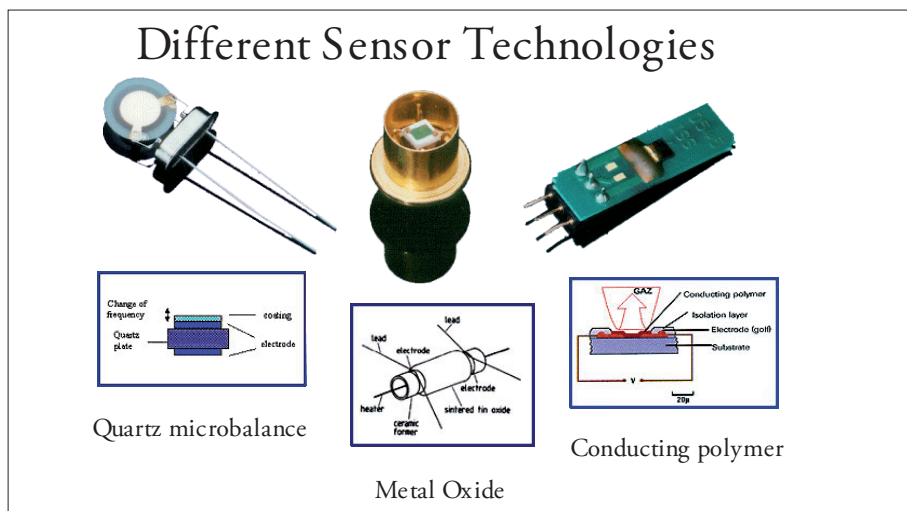 Different Sensor Technologies
Change of
frequency
Quartz
plate
coating
electrode
Quartz microbalance
lead
lead
electrode
electrode
heater
ceramic
former
sintered tin oxide
Metal Oxide
GAZ
Conducting polymer
Isolation layer
Electrode (golf)
Substrate
V
20µ
Conducting polymer